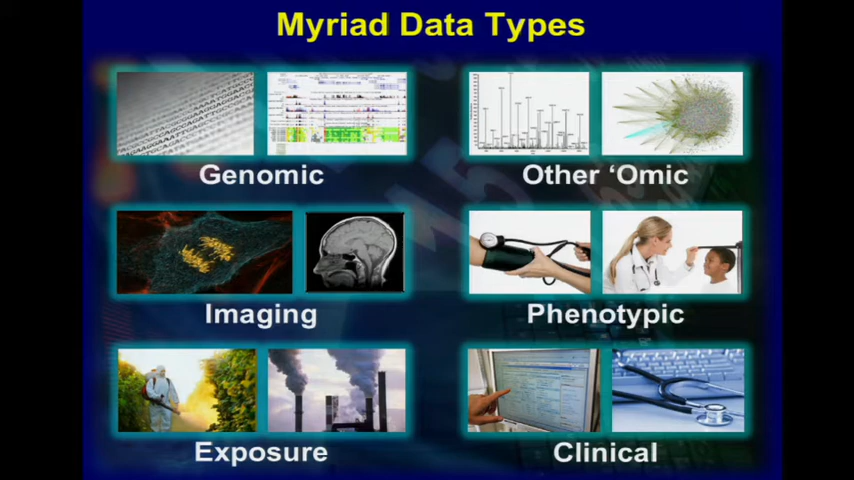 Myriad Data Types
Genomic
Other ‘Omic
Imaging
Phenotypic
Exposure
Clinical